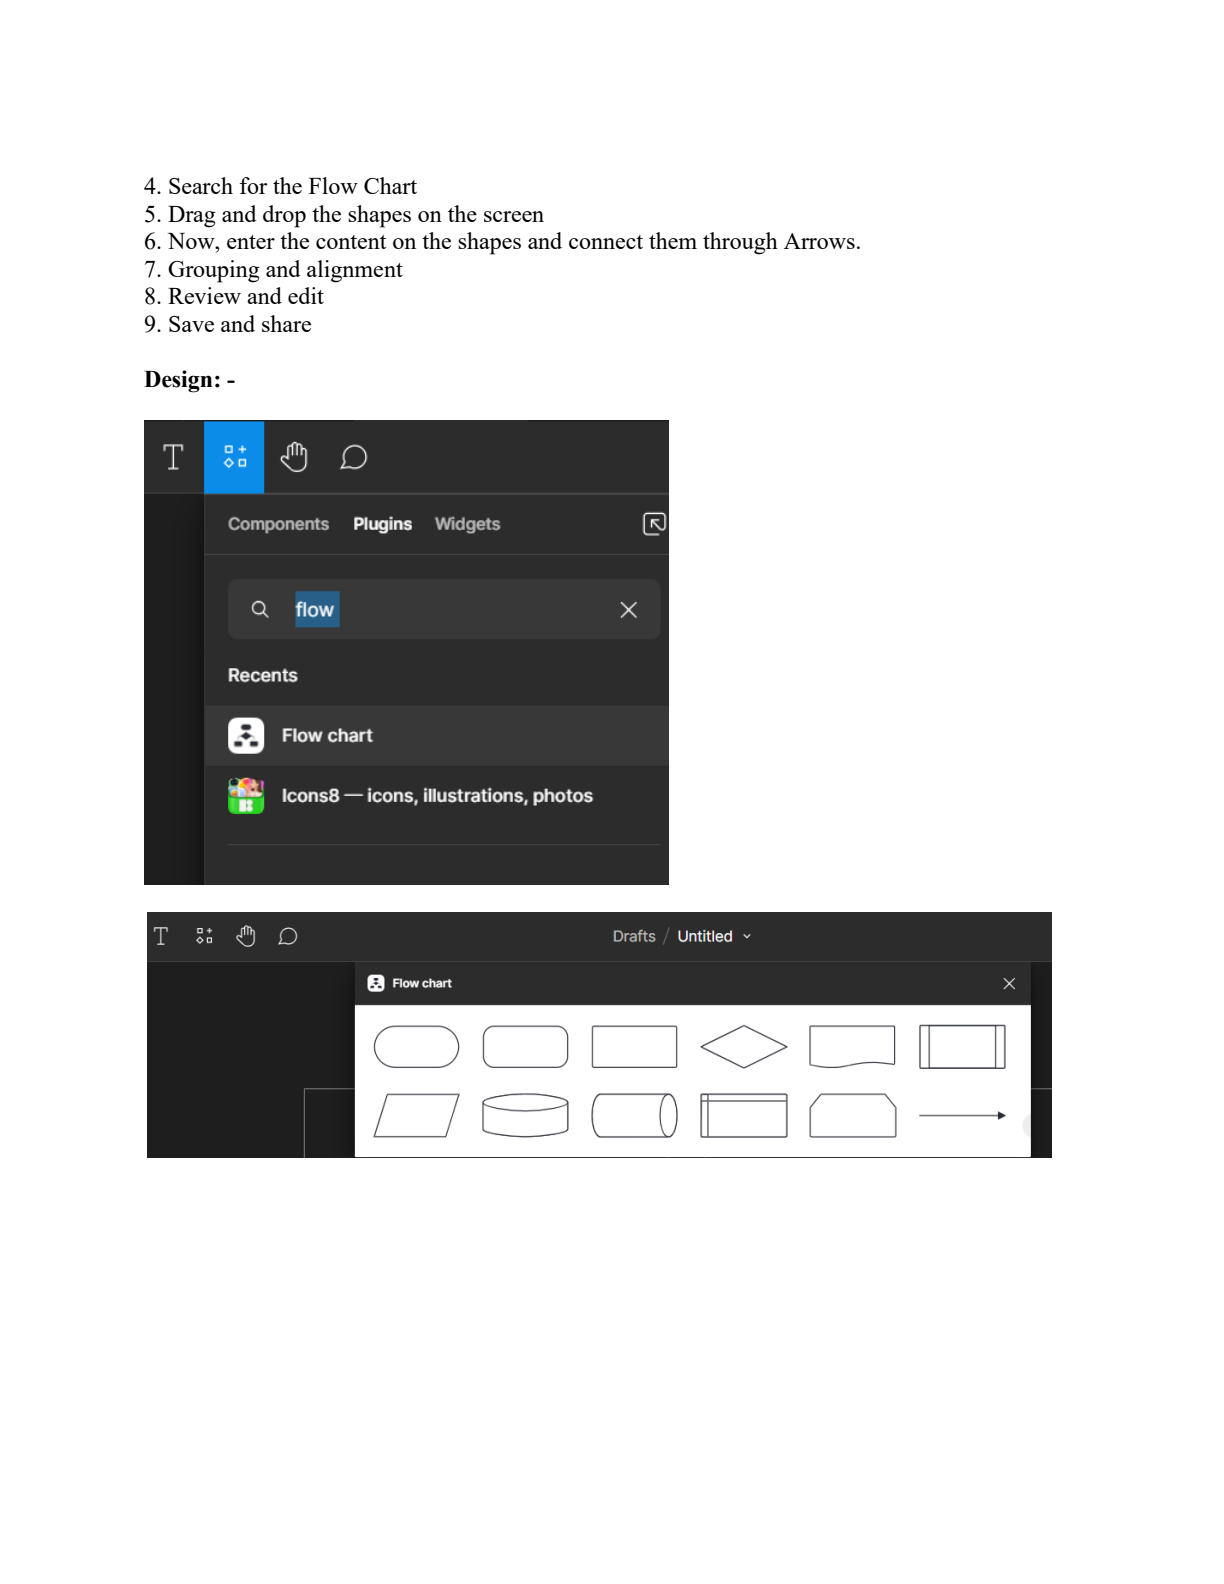 4. Search for the Flow Chart
5. Drag and drop the shapes on the screen
6. Now, enter the content on the shapes and connect them through Arrows.
7. Grouping and alignment
8. Review and edit
9. Save and share
Design: -
Components Plugins Widgets
flow
Recents
Flow chart
Icons8 — icons, illustrations, photos
Drafts / Untitled
Flow chart